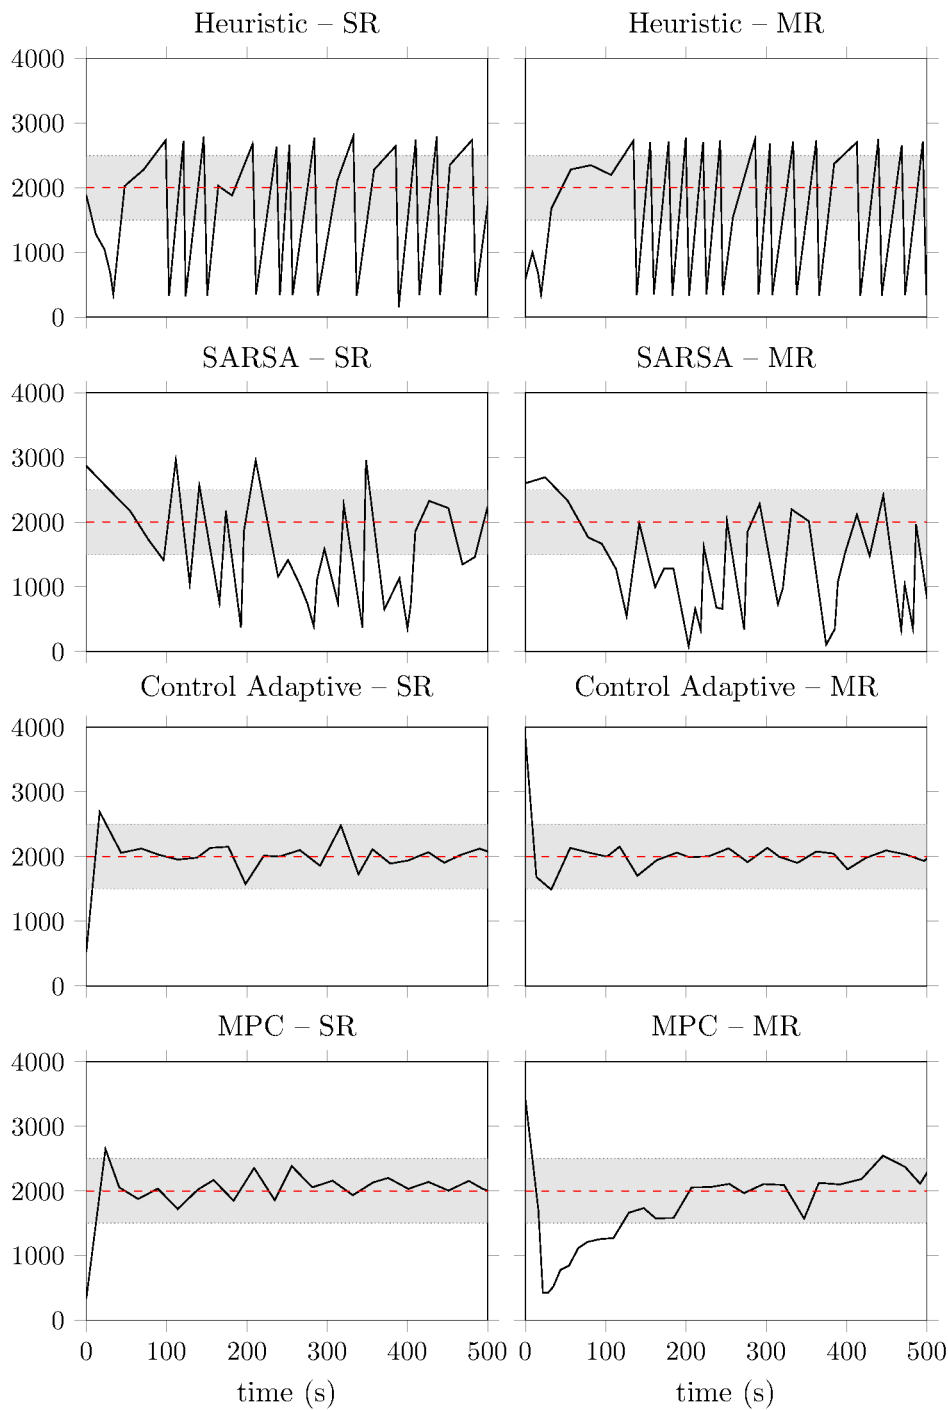 Heuristic – SR
Heuristic – MR
4000
3000
2000
1000
0
SARSA – SR
SARSA – MR
4000
3000
2000
1000
0
Control Adaptive – SR
Control Adaptive – MR
4000
3000
2000
1000
0
MPC – SR
MPC – MR
4000
3000
2000
1000
0
0 100 200 300 400 500
0 100 200 300 400 500
time (s)
time (s)